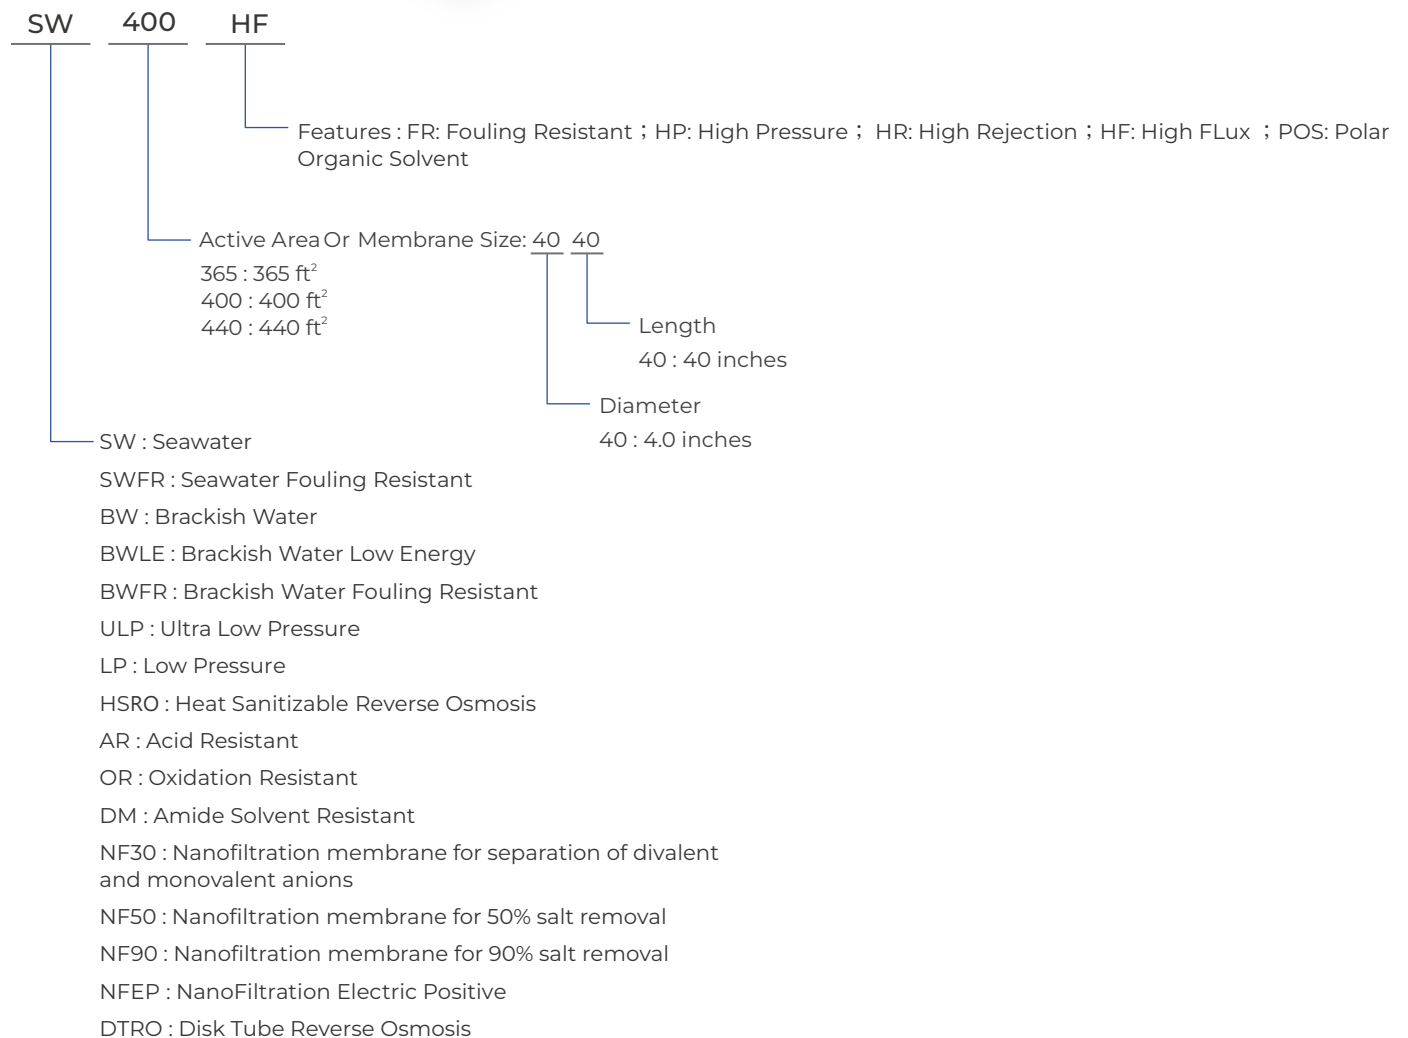 SW 400 HF
Features : FR: Fouling Resistant ; HP: High Pressure ; HR: High Rejection ; HF: High FLux ; POS: Polar
Organic Solvent
Active Area Or Membrane Size: 40 40
365 : 365 ft²
400 : 400 ft²
440 : 440 ft²
Length
40 : 40 inches
Diameter
40 : 4.0 inches
SW : Seawater
SWFR : Seawater Fouling Resistant
BW : Brackish Water
BWLE : Brackish Water Low Energy
BWFR : Brackish Water Fouling Resistant
ULP : Ultra Low Pressure
LP : Low Pressure
HSRO : Heat Sanitizable Reverse Osmosis
AR : Acid Resistant
OR : Oxidation Resistant
DM : Amide Solvent Resistant
NF30 : Nanofiltration membrane for separation of divalent
and monovalent anions
NF50 : Nanofiltration membrane for 50% salt removal
NF90 : Nanofiltration membrane for 90% salt removal
NFEP : NanoFiltration Electric Positive
DTRO : Disk Tube Reverse Osmosis